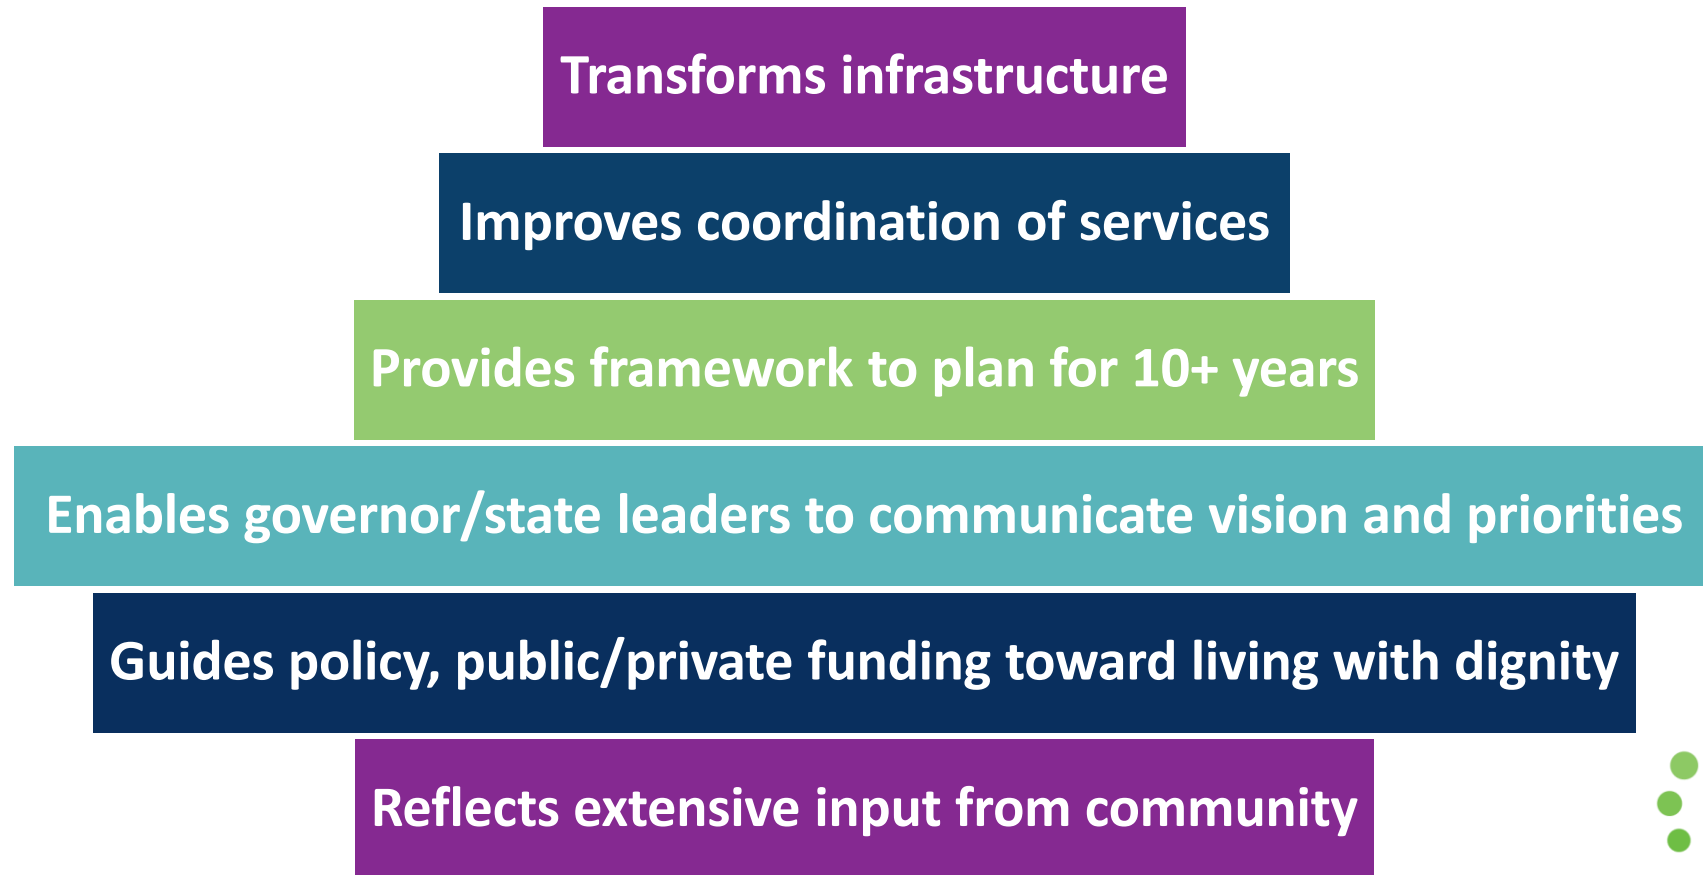 Transforms infrastructure
Improves coordination of services
Provides framework to plan for 10+ years
Enables governor/state leaders to communicate vision and priorities
Guides policy, public/private funding toward living with dignity
Reflects extensive input from community